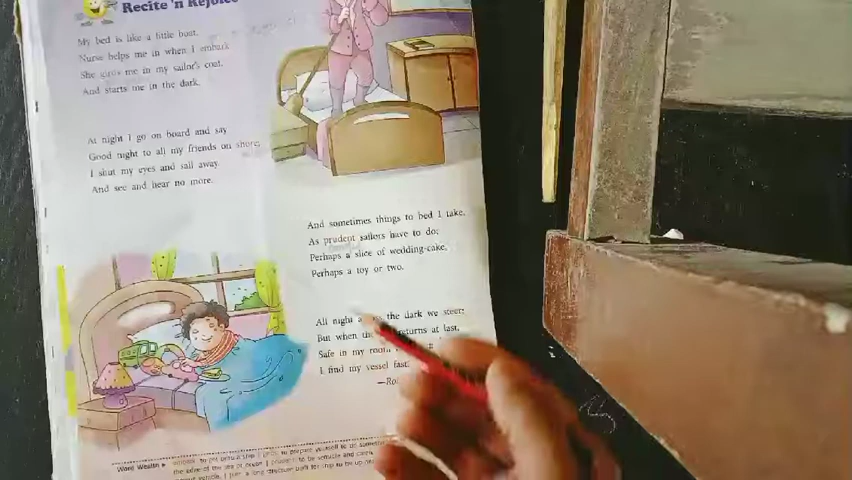 Recite 'n Rejoice
My bed is like a little boat,
Nurse helps me in when I embark
She girds me in my sailor's coat,
And starts me in the dark.
At night I go on board and say
Good night to all my friends on shore;
I shut my eyes and sail away.
And see and hear no more.
And sometimes things to bed I take,
As prudent sailors have to do;
Perhaps a slice of wedding-cake,
Perhaps a toy or two.
All night the dark we steer;
But when returns at last,
Safe in my room
I find my vessel fast
Word Wealth